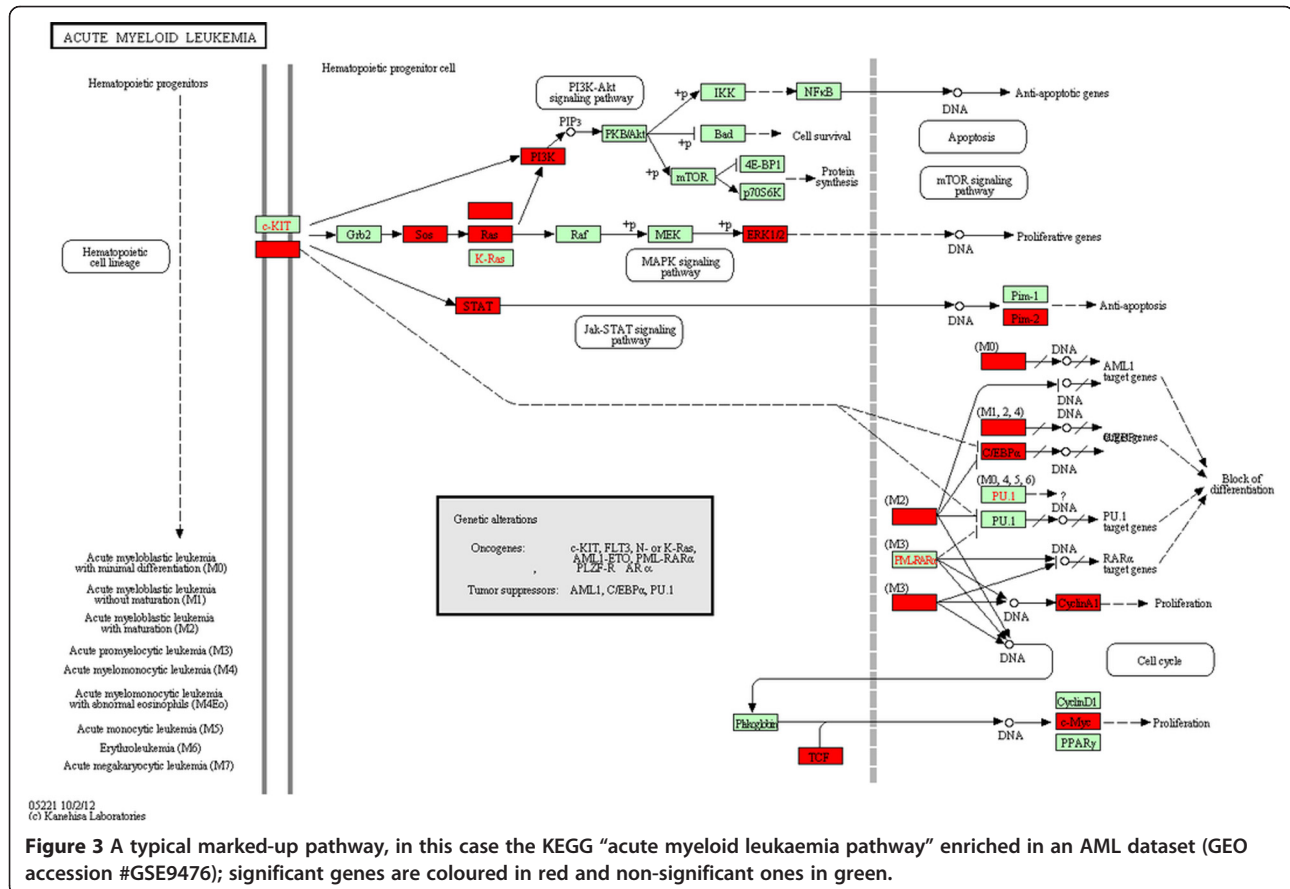 ACUTE MYELOID LEUKEMIA
Hematopoietic progenitors
Hematopoietic progenitor cell
PI3K-Akt
signaling pathway
PIP3
PI3K
PKB/Akt
+p
IKK
NFκB
DNA
Anti-apoptotic genes
+p
Bad
Cell survival
Apoptosis
+p
mTOR
4E-BP1
p70S6K
Protein
synthesis
mTOR signaling
pathway
c-KIT
Grb2
Sos
Ras
K-Ras
Raf
+p
MEK
+p
ERK1/2
DNA
Proliferative genes
Hematopoietic
cell lineage
MAPK signaling
pathway
STAT
DNA
Pim-1
Pim-2
Anti-apoptosis
Jak-STAT signaling
pathway
(M0)
DNA
AML1
target genes
DNA
(M1, 2, 4)
DNA
C/EBPα
DNA
(M0, 4, 5, 6)
PU.1
?
(M2)
PU.1
DNA
PU.1
target genes
Block of
differentiation
(M3)
PML-RARα
DNA
RARα
target genes
(M3)
DNA
CyclinA1
Proliferation
DNA
Cell cycle
Genetic alterations
Oncogenes: c-KIT, FLT3, N- or K-Ras,
AML1-ETO, PML-RARα
, PLZF-R AR α
Tumor suppressors: AML1, C/EBPα, PU.1
Acute myeloblastic leukemia
with minimal differentiation (M0)
Acute myeloblastic leukemia
without maturation (M1)
Acute myeloblastic leukemia
with maturation (M2)
Acute promyelocytic leukemia (M3)
Acute myelomonocytic leukemia (M4)
Acute myelomonocytic leukemia
with abnormal eosinophils (M4Eo)
Acute monocytic leukemia (M5)
Erythroleukemia (M6)
Acute megakaryocytic leukemia (M7)
TCF
DNA
CyclinD1
c-Myc
PPARγ
Proliferation
05221 10/2/12
(c) Kanehisa Laboratories
Figure 3 A typical marked-up pathway, in this case the KEGG “acute myeloid leukaemia pathway” enriched in an AML dataset (GEO
accession #GSE9476); significant genes are coloured in red and non-significant ones in green.